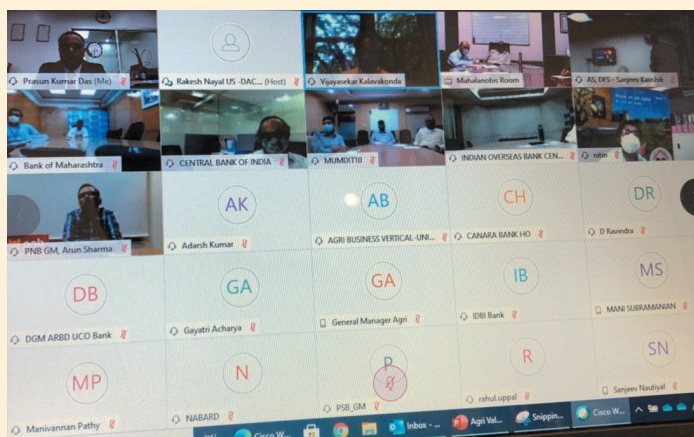 Prasun Kumar Das (Me)
Rakesh Nayal US -DAC... (Host)
Vijayasekar Kalavakonda
Mahalanobis Room
AS, DES - Sanjeev Kaushik
Bank of Maharashtra
CENTRAL BANK OF INDIA
MUMDIT10
INDIAN OVERSEAS BANK CEN...
nitin
PNB GM, Arun Sharma
AK
Adarsh Kumar
AB
AGRI BUSINESS VERTICAL-UNI...
CH
CANARA BANK HO
DR
D Ravindra
DB
DGM ARBD UCO Bank
GA
Gayatri Acharya
GA
General Manager Agri
IB
IDBI Bank
MS
MANI SUBRAMANIAN
MP
Manivannan Pathy
N
NABARD
P
PSB_GM
R
rahul.uppal
SN
Sanjeev Nautiyal
Cisco W...
Inbox - ...
Agri Val...
Snippin...
Cisco W...